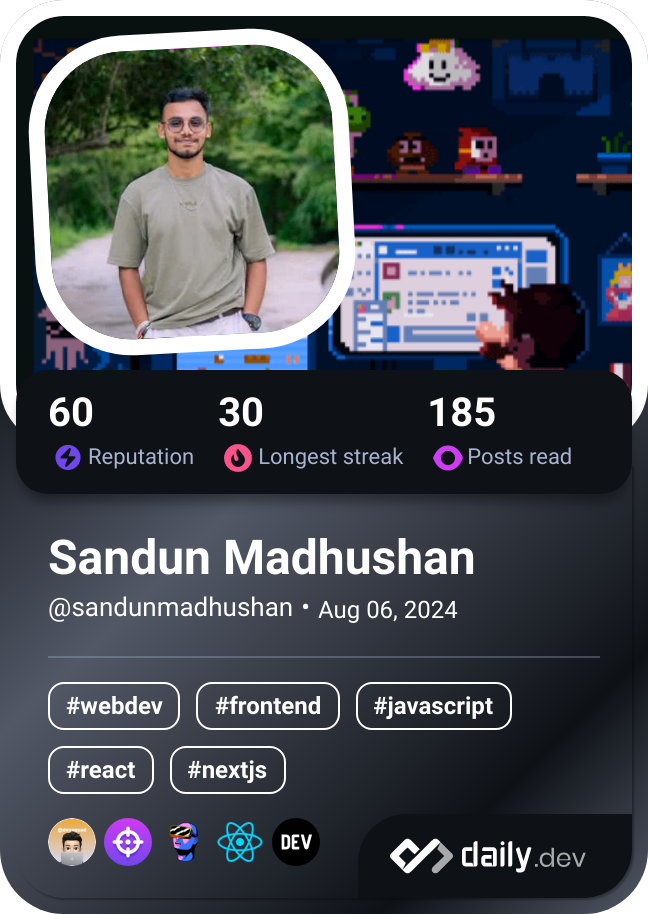 60 30 185
Reputation Longest streak Posts read
Sandun Madhushan
@sandunmadhushan • Aug 06, 2024
#webdev #frontend #javascript
#react #nextjs
DEV daily.dev